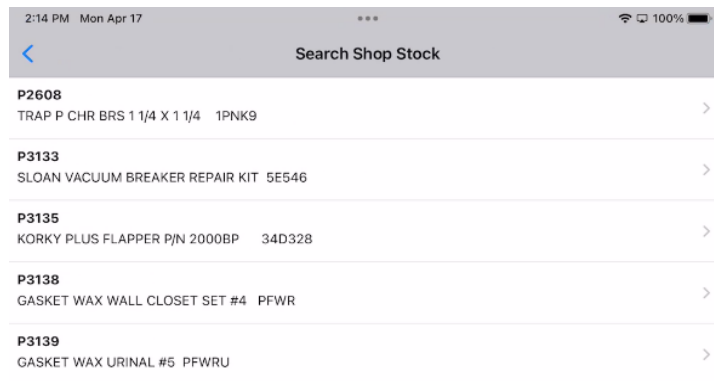 2:14 PM Mon Apr 17 100%
Search Shop Stock
P2608
TRAP P CHR BRS 1 1/4 X 1 1/4 1PNK9
P3133
SLOAN VACUUM BREAKER REPAIR KIT 5E546
P3135
KORKY PLUS FLAPPER P/N 2000BP 34D328
P3138
GASKET WAX WALL CLOSET SET #4 PFWR
P3139
GASKET WAX URINAL #5 PFWRU